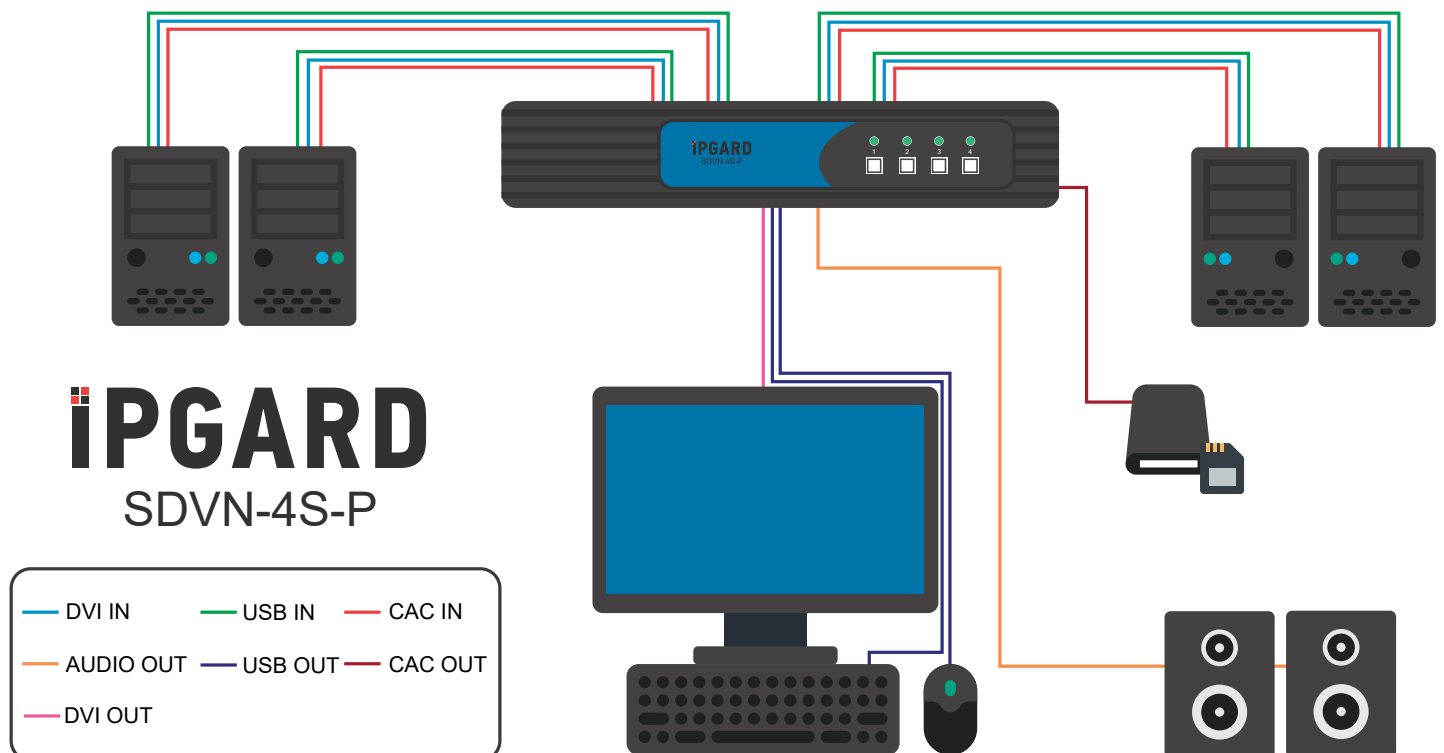 iPGARD
SDVN-4S-P
1 2 3 4
iPGARD
SDVN-4S-P
DVI IN USB IN CAC IN
AUDIO OUT USB OUT CAC OUT
DVI OUT